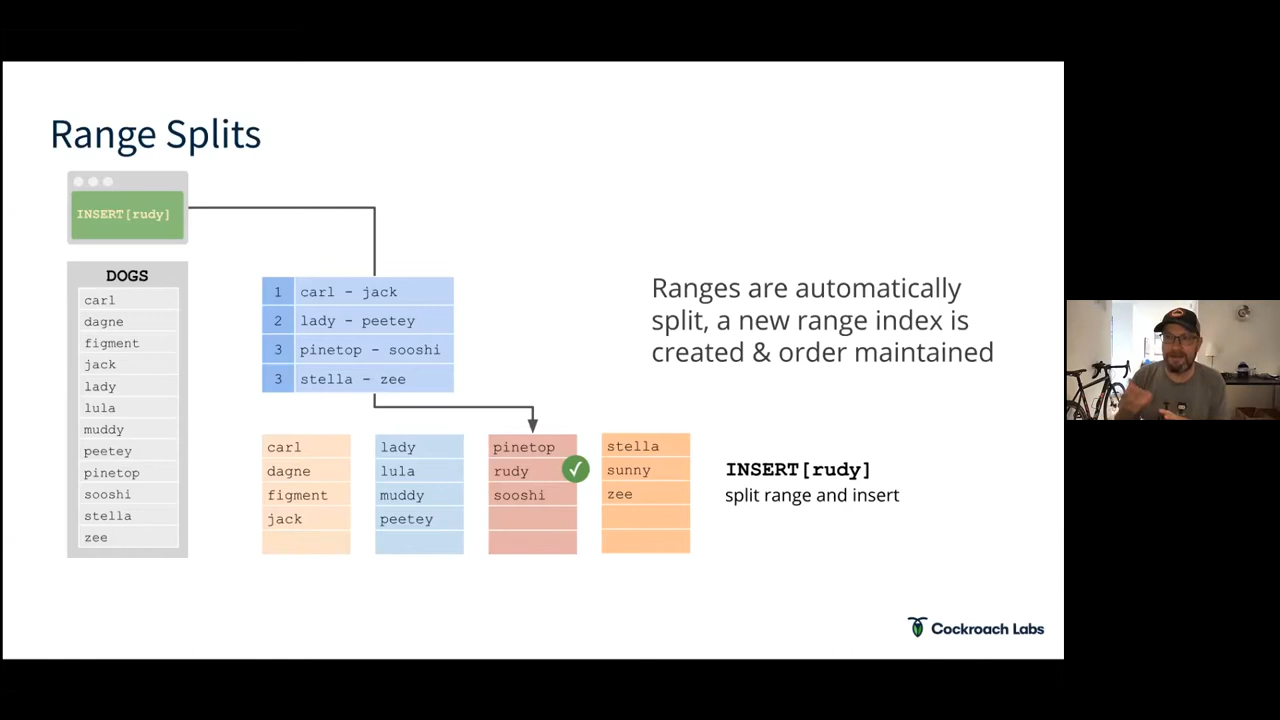 Range Splits
INSERT[rudy]
DOGS
carl
dagne
figment
jack
lady
lula
muddy
peetey
pinetop
sooshi
stella
zee
1 carl - jack
2 lady - peetey
3 pinetop - sooshi
3 stella - zee
carl
dagne
figment
jack
lady
lula
muddy
peetey
pinetop
rudy
sooshi
stella
sunny
zee
Ranges are automatically
split, a new range index is
created & order maintained
INSERT[rudy]
split range and insert
Cockroach Labs